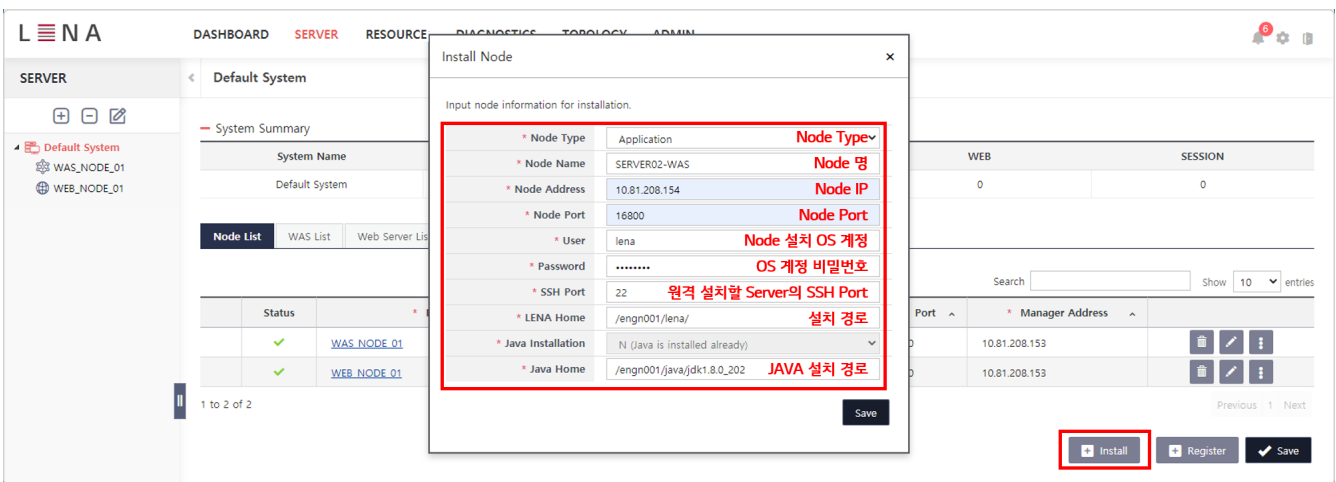 LENA
DASHBOARD SERVER RESOURCE DIAGNOSTICS TOPOLOGY ADMIN
6
SERVER
Default System
Default System
WAS_NODE_01
WEB_NODE_01
System Summary
System Name WEB SESSION
Default System 0 0
Node List WAS List Web Server Lis
Search Show 10 entries
Status Port * Manager Address
WAS_NODE_01 10.81.208.153
WEB_NODE_01 10.81.208.153
1 to 2 of 2
Previous 1 Next
Install Register Save
Install Node ×
Input node information for installation.
* Node Type Application Node Type
* Node Name SERVER02-WAS Node 명
* Node Address 10.81.208.154 Node IP
* Node Port 16800 Node Port
* User lena Node 설치 OS 계정
* Password •••••••• OS 계정 비밀번호
* SSH Port 22 원격 설치할 Server의 SSH Port
* LENA Home /engn001/lena/ 설치 경로
* Java Installation N (Java is installed already)
* Java Home /engn001/java/jdk1.8.0_202 JAVA 설치 경로
Save